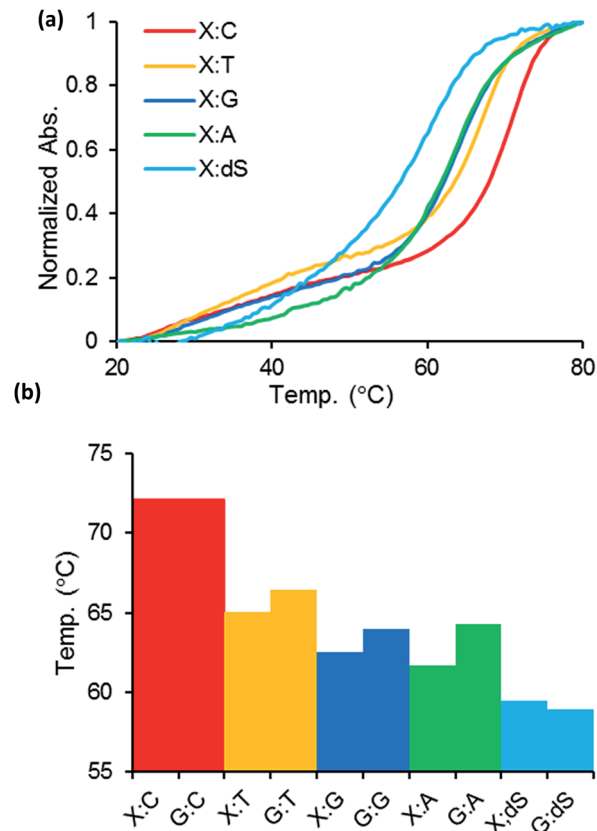 (a)
1
0.8
0.6
0.4
0.2
0
Normalized Abs.
X:C
X:T
X:G
X:A
X:dS
20
40
60
80
Temp. (°C)
(b)
75
70
65
60
55
Temp. (°C)
X:C
G:C
X:T
G:T
X:G
G:G
X:A
G:A
X;dS
G:dS